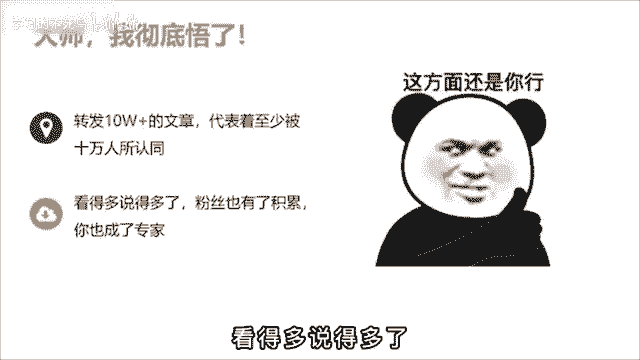 大师，我彻底悟了！
这方面还是你行
转发10W+的文章，代表着至少被
十万人所认同
看得多说得多了，粉丝也有了积累，
你也成了专家
看得多说得多了